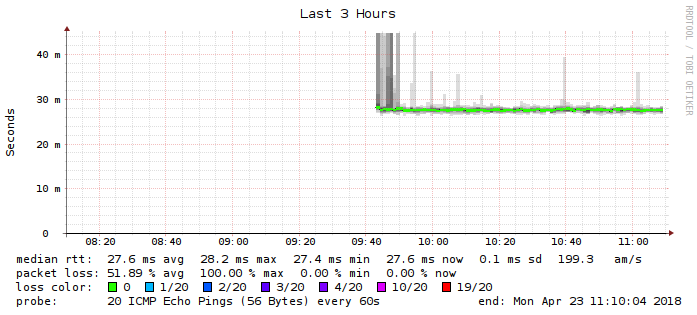 Last 3 Hours
RRDTOOL / TOBI OETIKER
Seconds
40 m
30 m
20 m
10 m
0
08:20 08:40 09:00 09:20 09:40 10:00 10:20 10:40 11:00
median rtt: 27.6 ms avg 28.2 ms max 27.4 ms min 27.6 ms now 0.1 ms sd 199.3 am/s
packet loss: 51.89 % avg 100.00 % max 0.00 % min 0.00 % now
loss color: 0 1/20 2/20 3/20 4/20 10/20 19/20
probe: 20 ICMP Echo Pings (56 Bytes) every 60s end: Mon Apr 23 11:10:04 2018